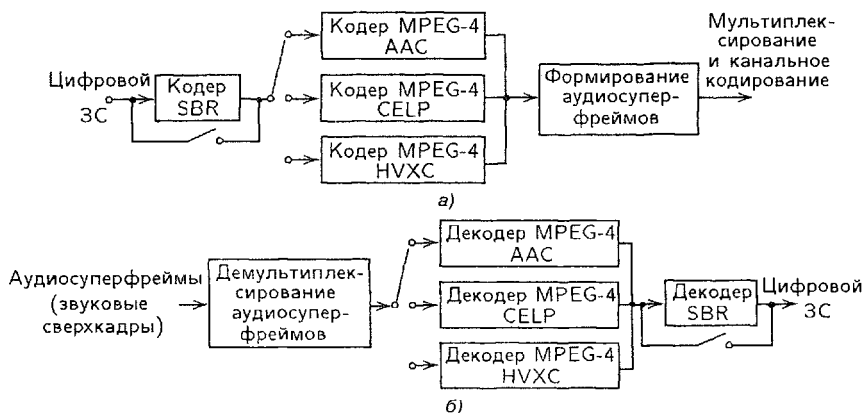 Цифровой
ЗС
Кодер
SBR
Кодер MPEG-4
AAC
Кодер MPEG-4
CELP
Кодер MPEG-4
HVXC
Формирование
аудиосупер-
фреймов
Мультиплек-
сирование
и канальное
кодирование
а)
Аудиосуперфреймы
(звуковые
сверхкадры)
Демультиплек-
сирование
аудиосупер-
фреймов
Декодер MPEG-4
AAC
Декодер MPEG-4
CELP
Декодер MPEG-4
HVXC
Декодер
SBR
Цифровой
ЗС
б)